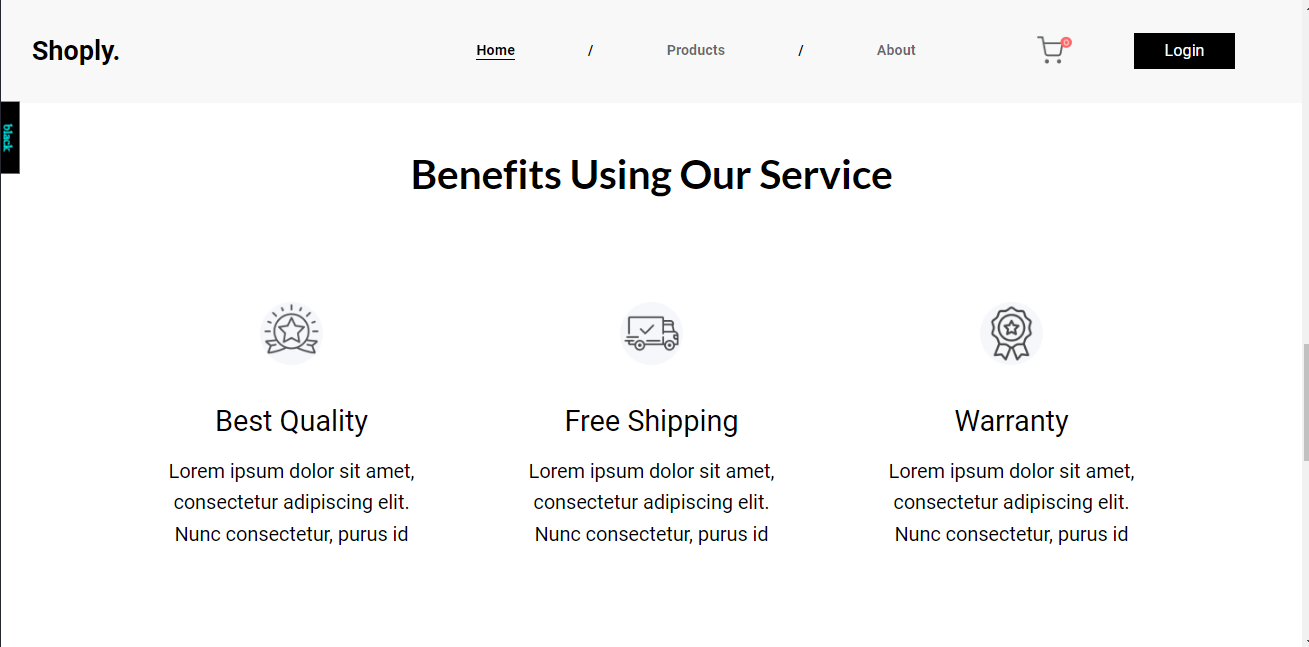 Shoply.
Home / Products / About 0 Login
black
Benefits Using Our Service
Best Quality
Lorem ipsum dolor sit amet,
consectetur adipiscing elit.
Nunc consectetur, purus id
Free Shipping
Lorem ipsum dolor sit amet,
consectetur adipiscing elit.
Nunc consectetur, purus id
Warranty
Lorem ipsum dolor sit amet,
consectetur adipiscing elit.
Nunc consectetur, purus id